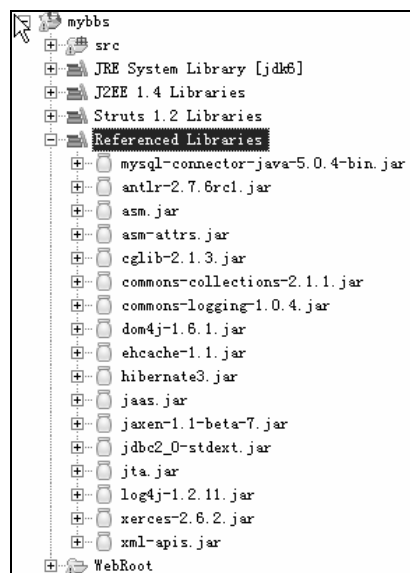 mybbs
src
JRE System Library [jdk6]
J2EE 1.4 Libraries
Struts 1.2 Libraries
Referenced Libraries
mysql-connector-java-5.0.4-bin.jar
antlr-2.7.6rc1.jar
asm.jar
asm-attrs.jar
cglib-2.1.3.jar
commons-collections-2.1.1.jar
commons-logging-1.0.4.jar
dom4j-1.6.1.jar
ehcache-1.1.jar
hibernate3.jar
jaas.jar
jaxen-1.1-beta-7.jar
jdbc2_0-stdext.jar
jta.jar
log4j-1.2.11.jar
xerces-2.6.2.jar
xml-apis.jar
WebRoot